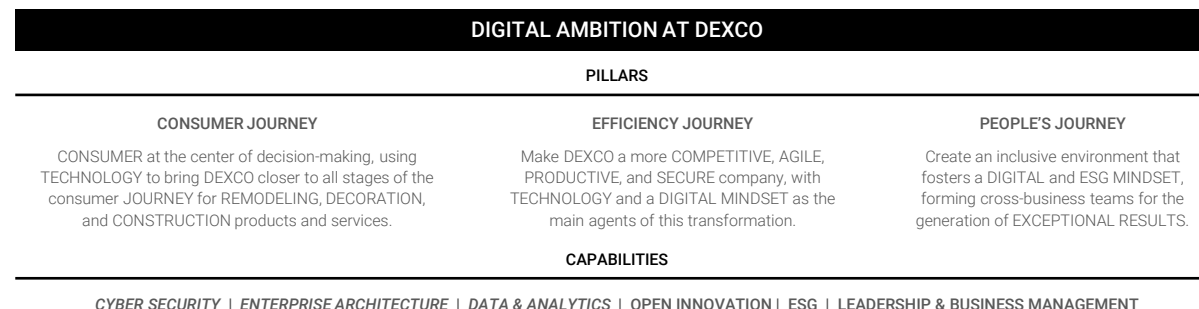 DIGITAL AMBITION AT DEXCO
PILLARS
CONSUMER JOURNEY
CONSUMER at the center of decision-making, using
TECHNOLOGY to bring DEXCO closer to all stages of the
consumer JOURNEY for REMODELING, DECORATION,
and CONSTRUCTION products and services.
EFFICIENCY JOURNEY
Make DEXCO a more COMPETITIVE, AGILE,
PRODUCTIVE, and SECURE company, with
TECHNOLOGY and a DIGITAL MINDSET as the
main agents of this transformation.
PEOPLE'S JOURNEY
Create an inclusive environment that
fosters a DIGITAL and ESG MINDSET,
forming cross-business teams for the
generation of EXCEPTIONAL RESULTS.
CAPABILITIES
CYBER SECURITY | ENTERPRISE ARCHITECTURE | DATA & ANALYTICS | OPEN INNOVATION | ESG | LEADERSHIP & BUSINESS MANAGEMENT